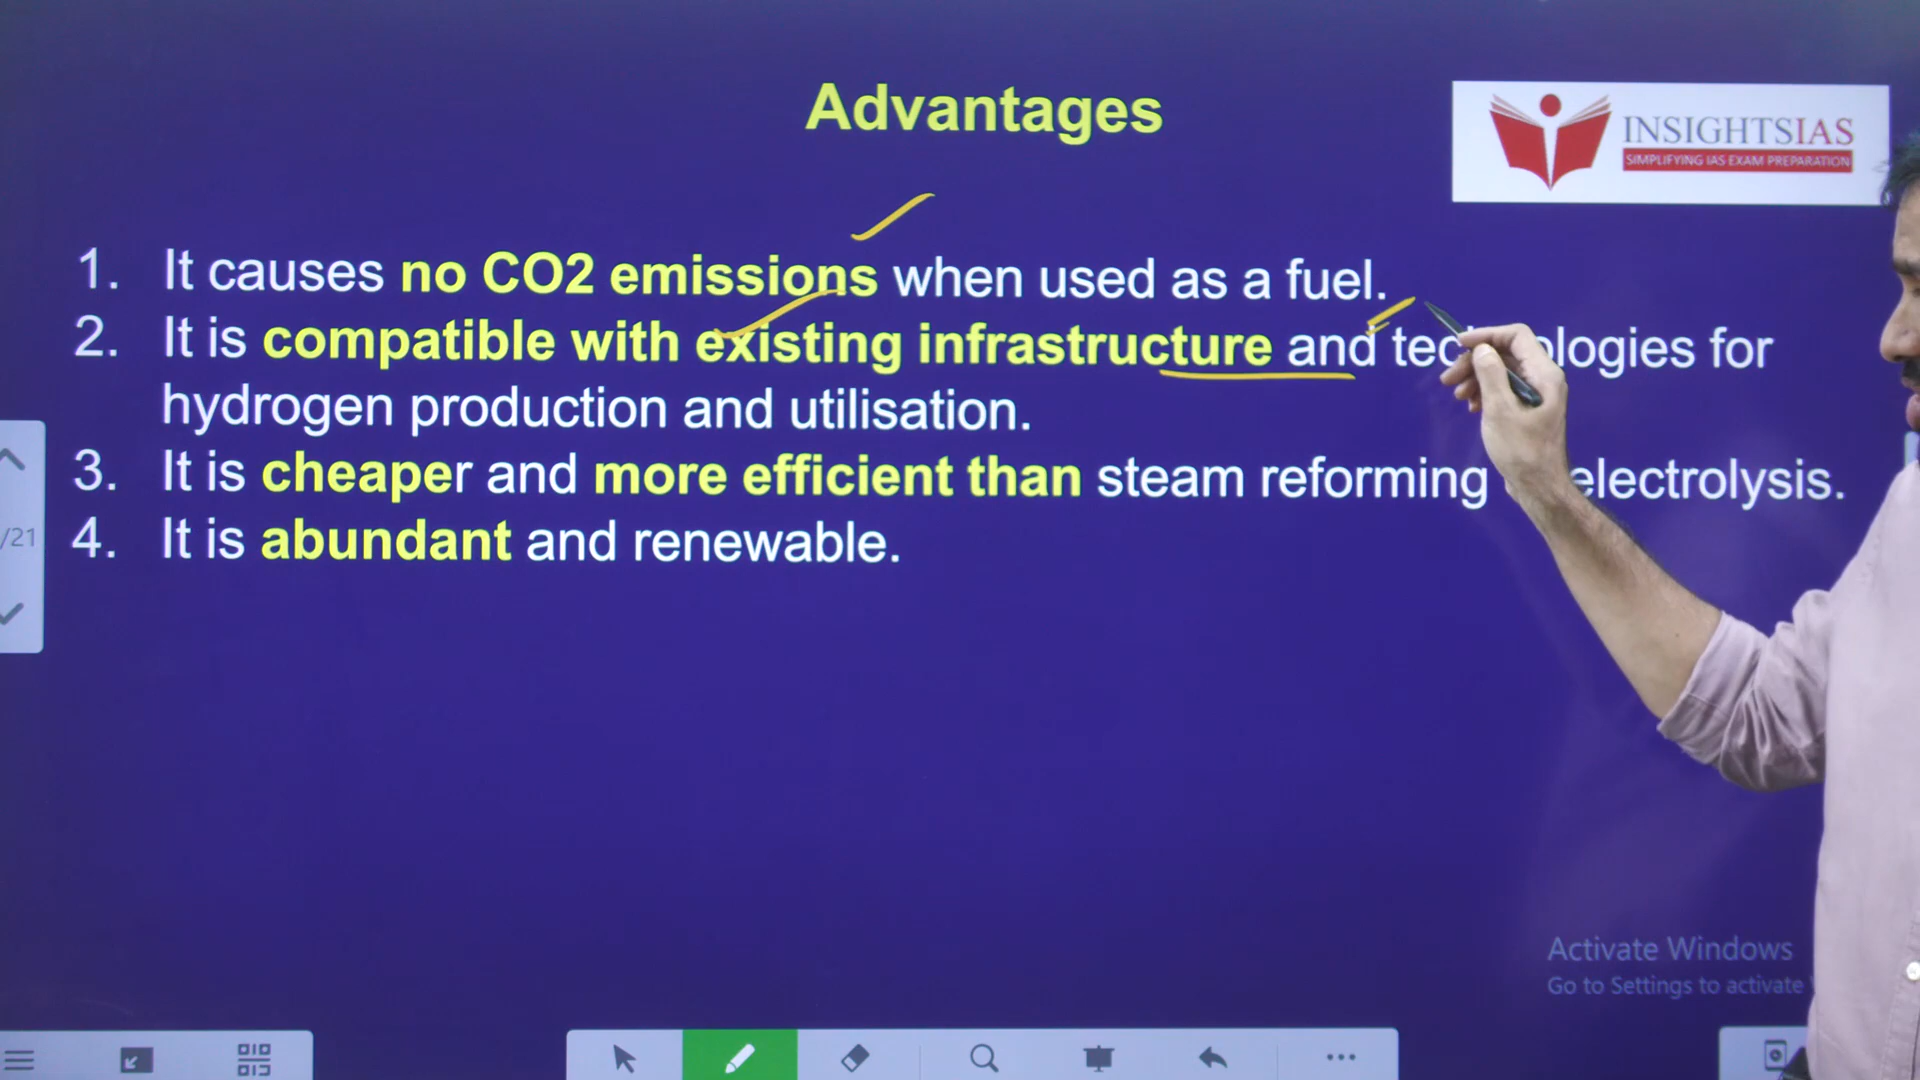 Advantages
INSIGHTSIAS
SIMPLIFYING IAS EXAM PREPARATION
1. It causes no CO2 emissions when used as a fuel.
2. It is compatible with existing infrastructure and technologies for
hydrogen production and utilisation.
3. It is cheaper and more efficient than steam reforming electrolysis.
4. It is abundant and renewable.
/21
Activate Windows
Go to Settings to activate